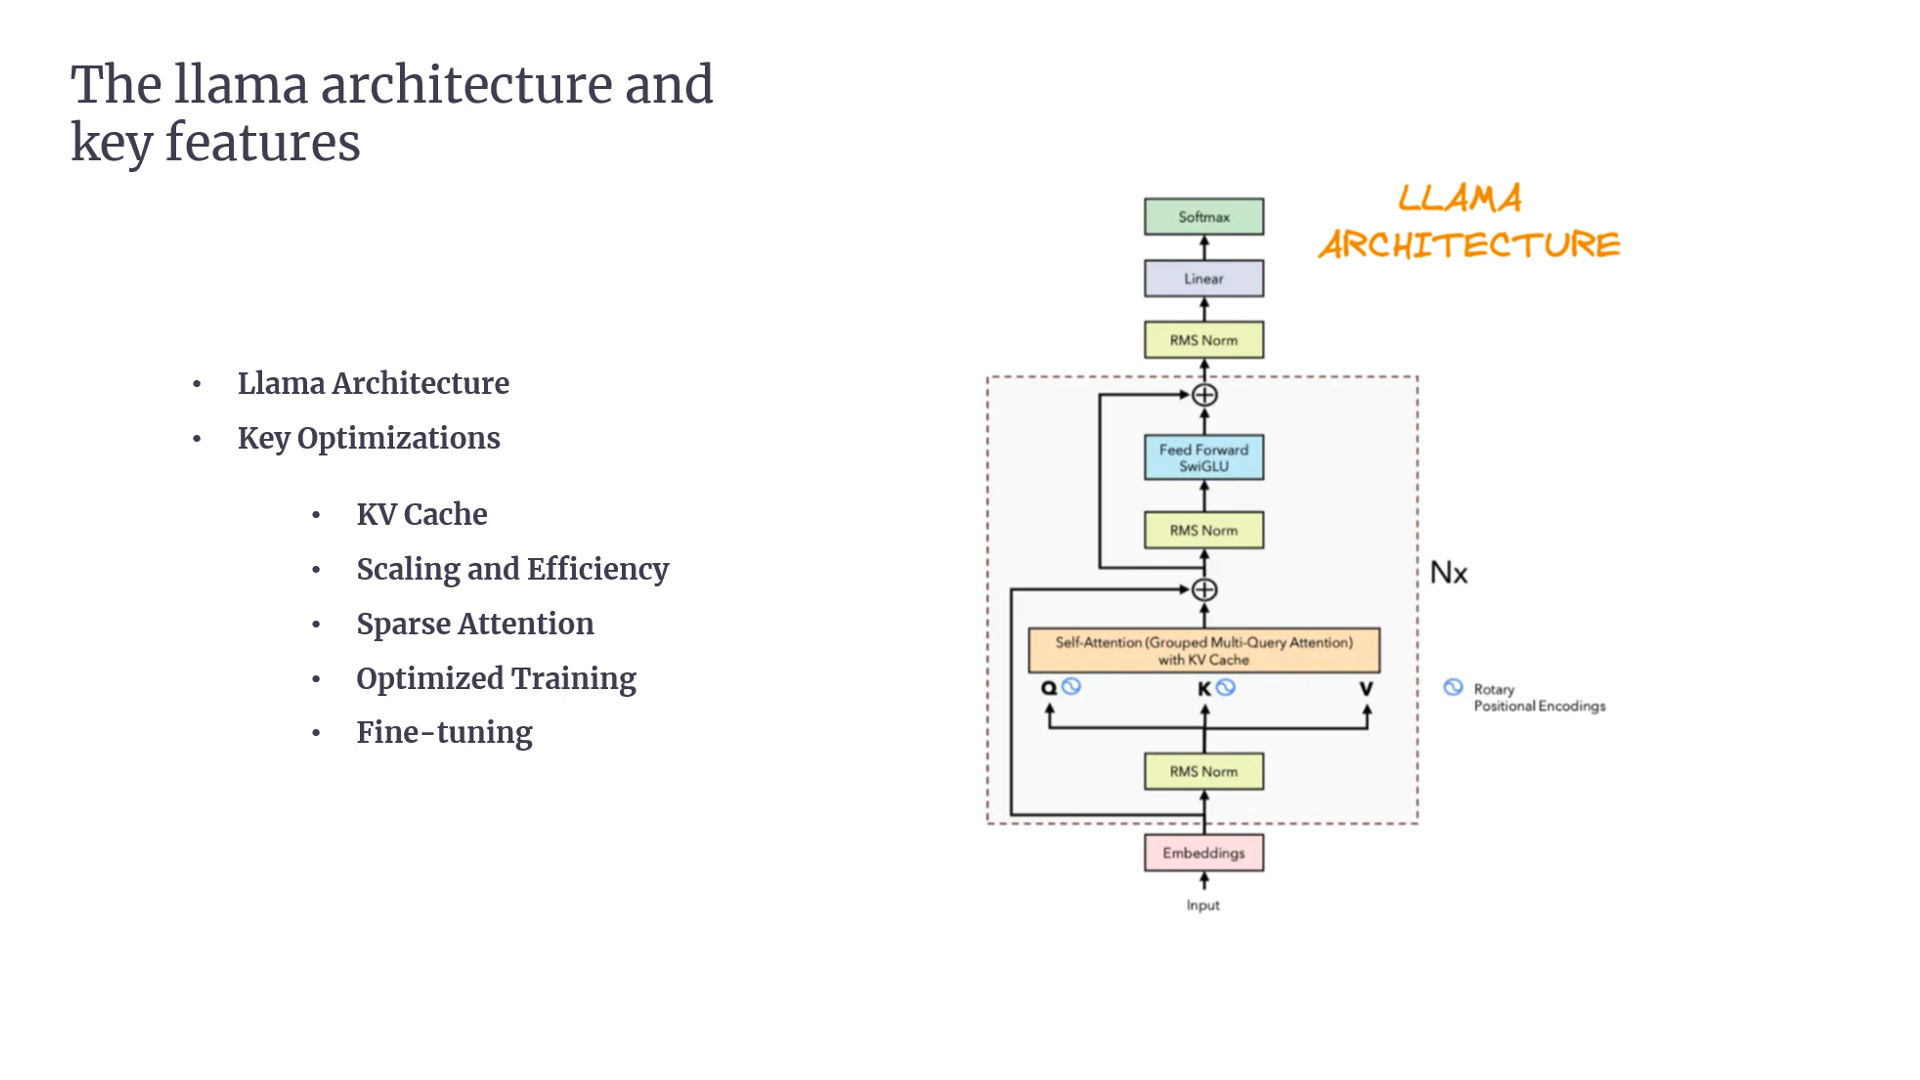 The llama architecture and
key features
• Llama Architecture
• Key Optimizations
• KV Cache
• Scaling and Efficiency
• Sparse Attention
• Optimized Training
• Fine-tuning
LLAMA
ARCHITECTURE
Softmax
Linear
RMS Norm
Feed Forward
SwiGLU
RMS Norm
Nx
Self-Attention (Grouped Multi-Query Attention)
with KV Cache
Q K V
Rotary
Positional Encodings
RMS Norm
Embeddings
Input